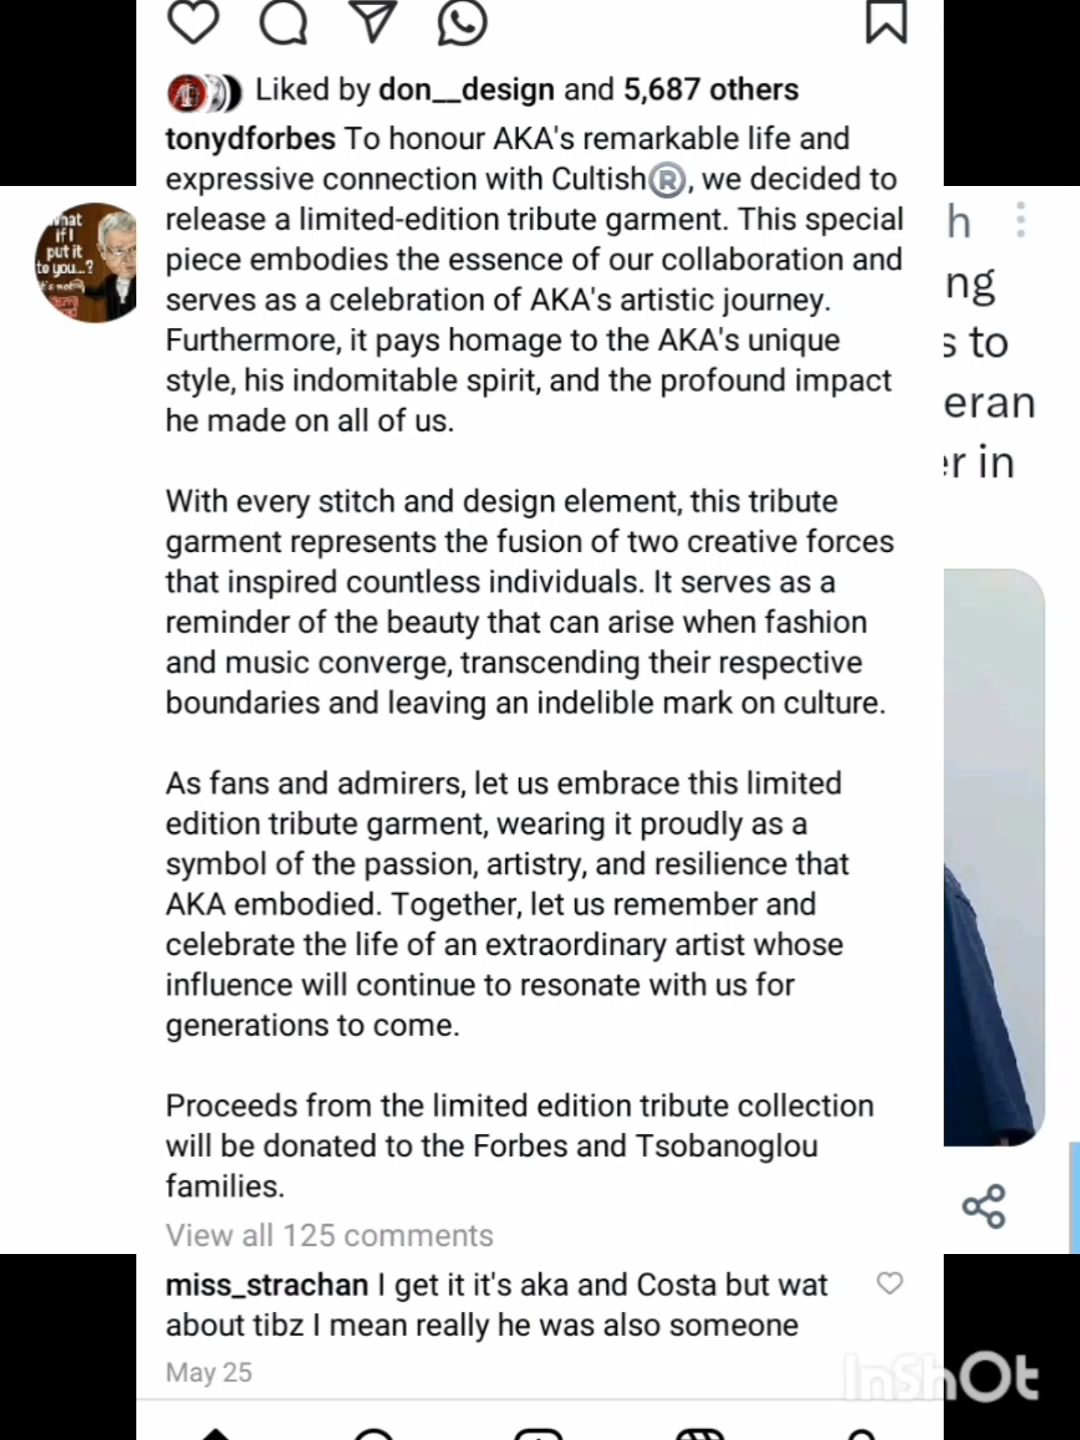 Liked by don__design and 5,687 others
tonydforbes To honour AKA's remarkable life and
expressive connection with Cultish®, we decided to
release a limited-edition tribute garment. This special
piece embodies the essence of our collaboration and
serves as a celebration of AKA's artistic journey.
Furthermore, it pays homage to the AKA's unique
style, his indomitable spirit, and the profound impact
he made on all of us.
With every stitch and design element, this tribute
garment represents the fusion of two creative forces
that inspired countless individuals. It serves as a
reminder of the beauty that can arise when fashion
and music converge, transcending their respective
boundaries and leaving an indelible mark on culture.
As fans and admirers, let us embrace this limited
edition tribute garment, wearing it proudly as a
symbol of the passion, artistry, and resilience that
AKA embodied. Together, let us remember and
celebrate the life of an extraordinary artist whose
influence will continue to resonate with us for
generations to come.
Proceeds from the limited edition tribute collection
will be donated to the Forbes and Tsobanoglou
families.
View all 125 comments
miss_strachan I get it it's aka and Costa but wat
about tibz I mean really he was also someone
May 25
What
if I
put it
to you...?
it's not
h
ng
s to
eran
er in
InShOt